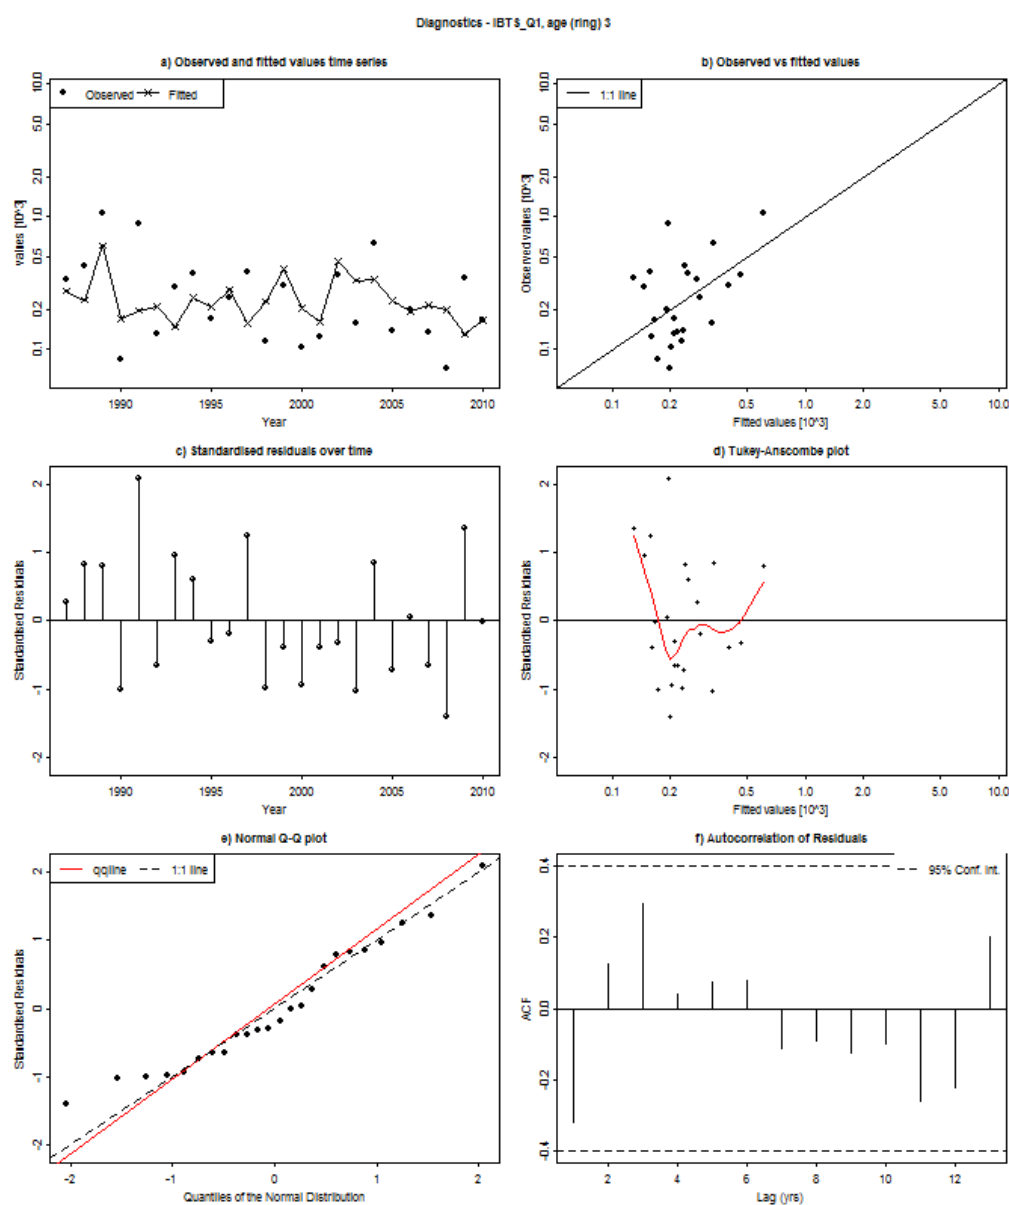 Diagnostics - IBTS_Q1, age (ring) 3
a) Observed and fitted values time series
Observed Fitted
values [10^3]
10.0
5.0
2.0
1.0
0.5
0.2
0.1
1990 1995 2000 2005 2010
Year
b) Observed vs fitted values
1:1 line
Observed values [10^3]
10.0
5.0
2.0
1.0
0.5
0.2
0.1
0.1 0.2 0.5 1.0 2.0 5.0 10.0
Fitted values [10^3]
c) Standardised residuals over time
Standardised Residuals
2
1
0
-1
-2
1990 1995 2000 2005 2010
Year
d) Tukey-Anscombe plot
Standardised Residuals
2
1
0
-1
-2
0.1 0.2 0.5 1.0 2.0 5.0 10.0
Fitted values [10^3]
e) Normal Q-Q plot
qqline 1:1 line
Standardised Residuals
2
1
0
-1
-2
-2 -1 0 1 2
Quantiles of the Normal Distribution
f) Autocorrelation of Residuals
95% Conf. Int.
ACF
0.4
0.2
0.0
-0.2
-0.4
2 4 6 8 10 12
Lag (yrs)